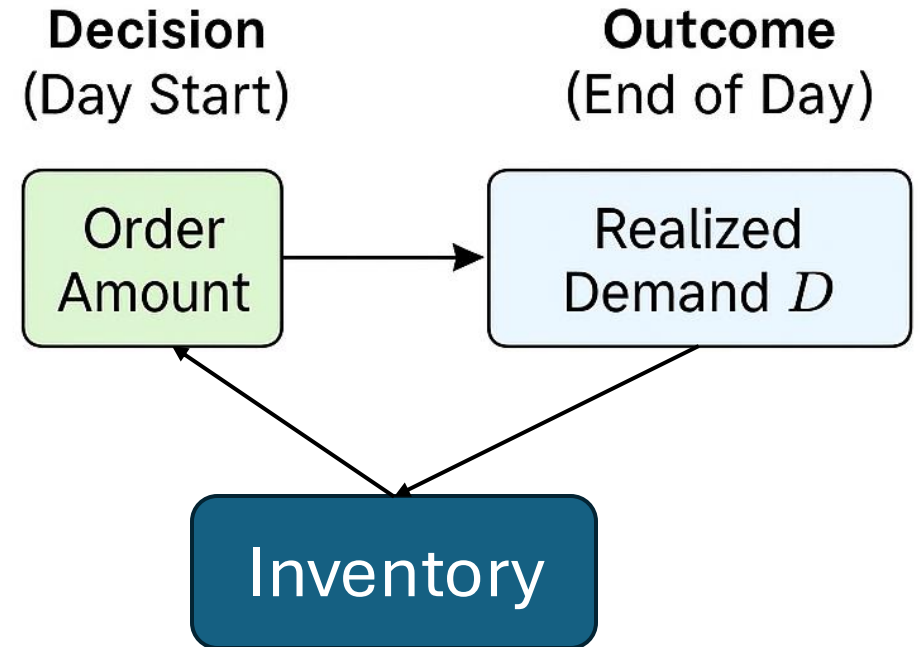 Decision
(Day Start)
Outcome
(End of Day)
Order
Amount
Realized
Demand D
Inventory